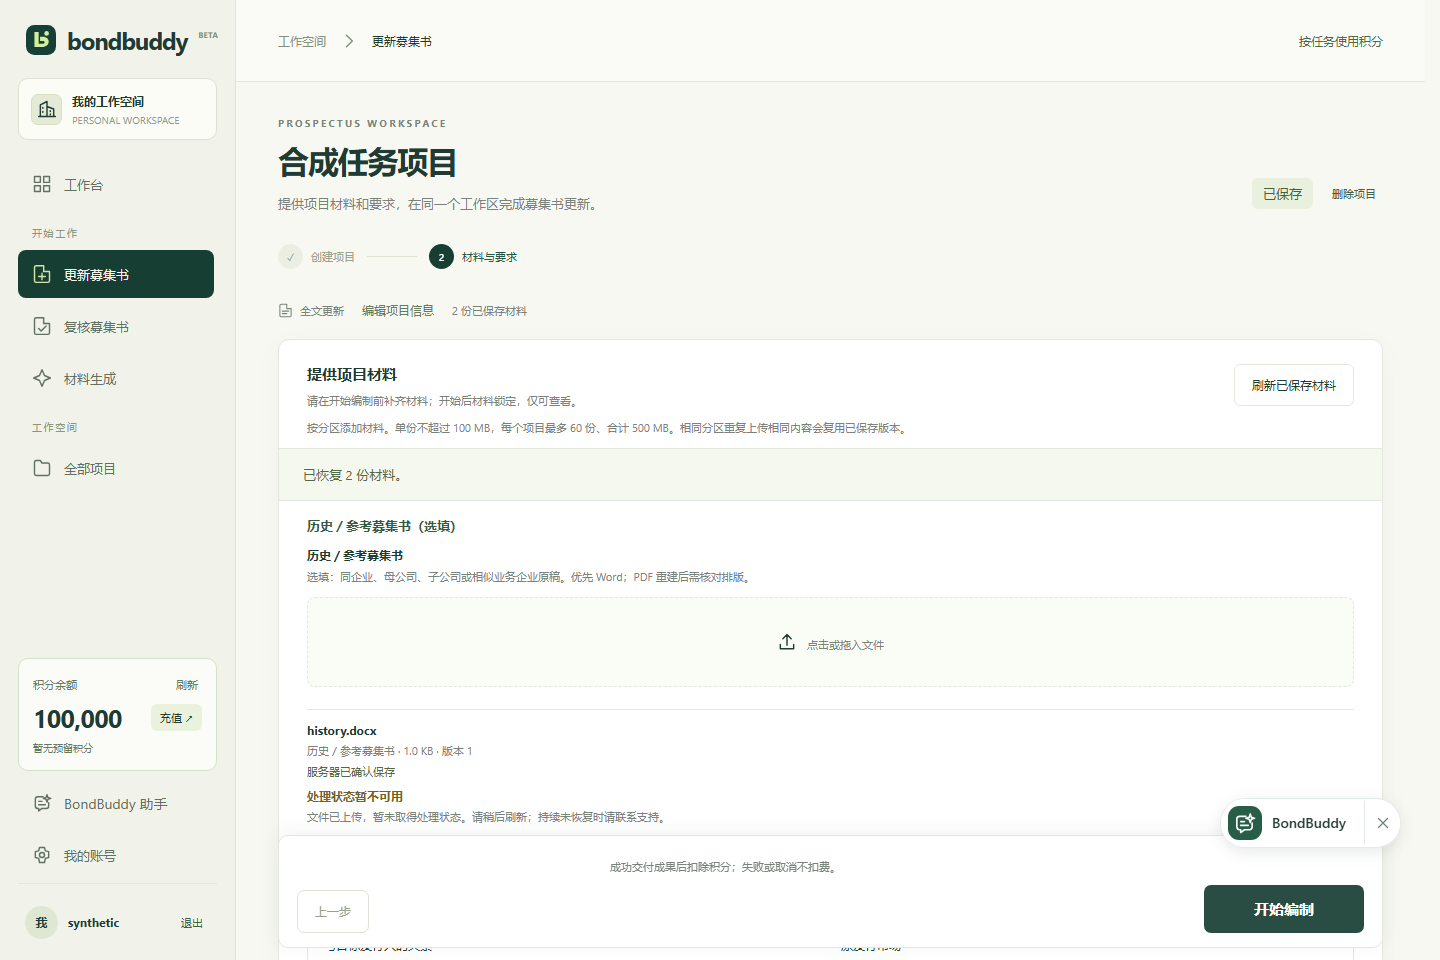 bondbuddy BETA
我的工作空间
PERSONAL WORKSPACE
工作台
开始工作
更新募集书
复核募集书
材料生成
工作空间
全部项目
积分余额 刷新
100,000 充值 ↗
暂无预留积分
BondBuddy 助手
我的账号
我 synthetic 退出
工作空间 > 更新募集书 按任务使用积分
PROSPECTUS WORKSPACE
合成任务项目
提供项目材料和要求，在同一个工作区完成募集书更新。
已保存 删除项目
✓ 创建项目 2 材料与要求
全文更新 编辑项目信息 2 份已保存材料
提供项目材料
请在开始编制前补齐材料；开始后材料锁定，仅可查看。
刷新已保存材料
按分区添加材料。单份不超过 100 MB，每个项目最多 60 份、合计 500 MB。相同分区重复上传相同内容会复用已保存版本。
已恢复 2 份材料。
历史 / 参考募集书（选填）
历史 / 参考募集书
选填：同企业、母公司、子公司或相似业务企业原稿。优先 Word；PDF 重建后需核对排版。
点击或拖入文件
history.docx
历史 / 参考募集书 · 1.0 KB · 版本 1
服务器已确认保存
处理状态暂不可用
文件已上传，暂未取得处理状态。请稍后刷新；持续未恢复时请联系支持。
BondBuddy
成功交付成果后扣除积分；失败或取消不扣费。
上一步 开始编制